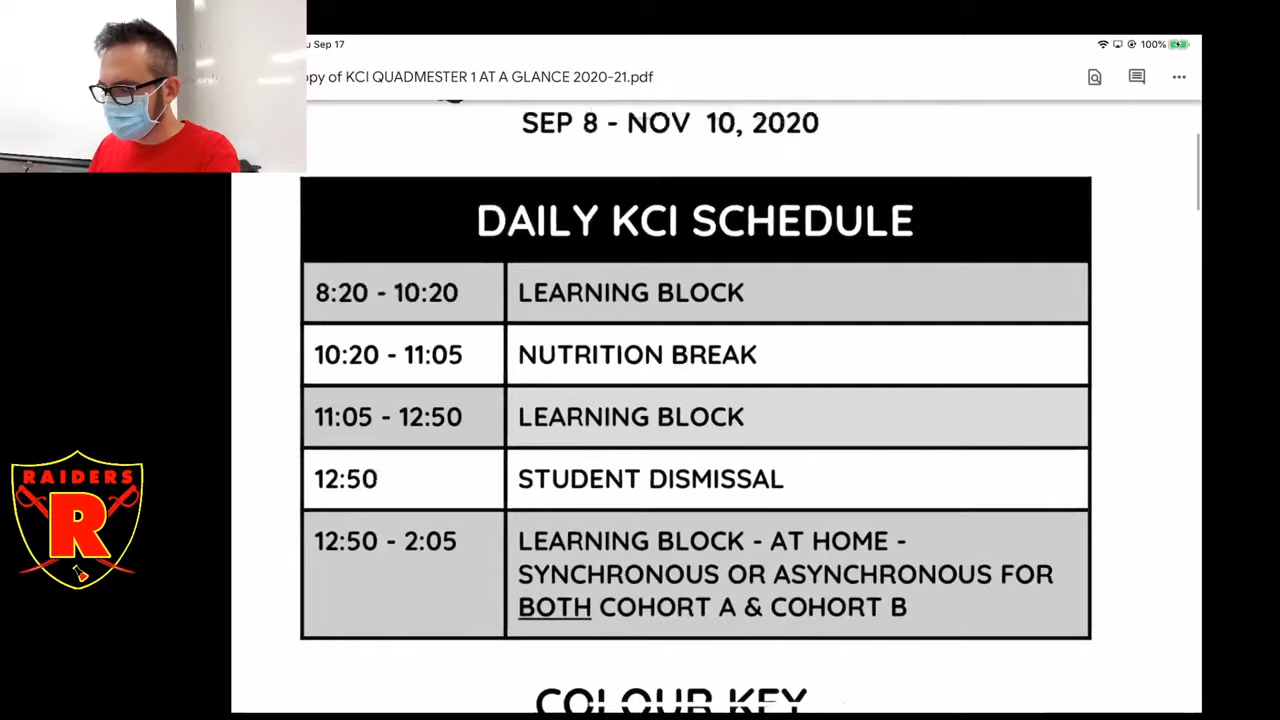 Sep 17
100%
opy of KCI QUADMESTER 1 AT A GLANCE 2020-21.pdf
SEP 8 - NOV 10, 2020
DAILY KCI SCHEDULE
8:20 - 10:20 LEARNING BLOCK
10:20 - 11:05 NUTRITION BREAK
11:05 - 12:50 LEARNING BLOCK
12:50 STUDENT DISMISSAL
12:50 - 2:05 LEARNING BLOCK - AT HOME -
SYNCHRONOUS OR ASYNCHRONOUS FOR
BOTH COHORT A & COHORT B
COLOUR KEY
RAIDERS
R